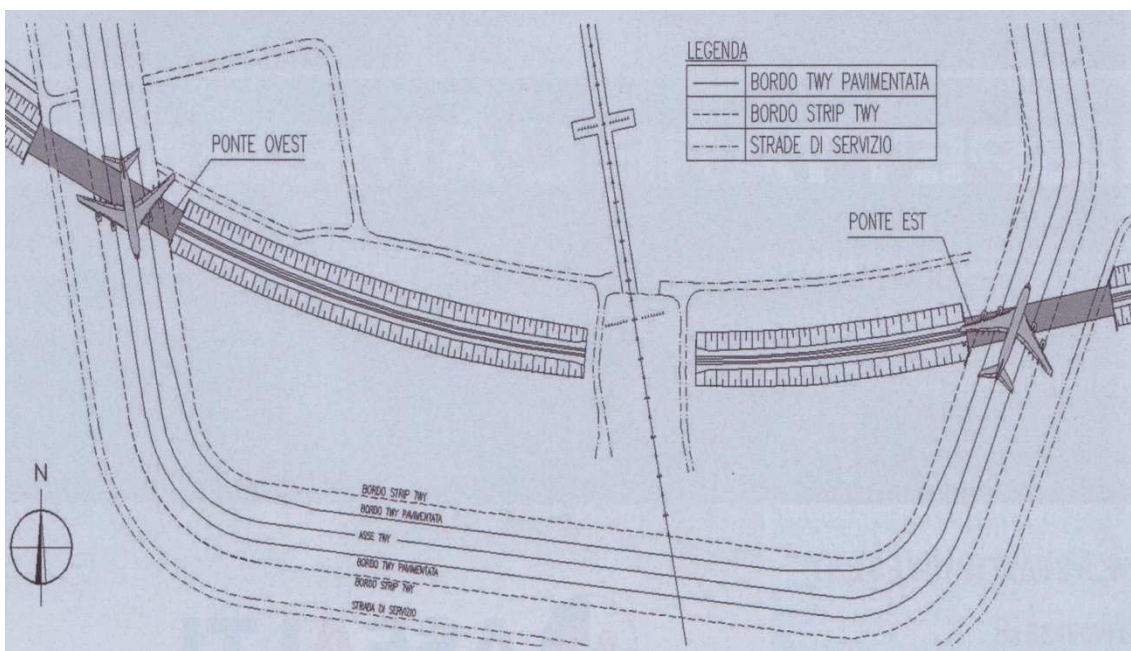 LEGENDA
BORDO TWY PAVIMENTATA
BORDO STRIP TWY
STRADE DI SERVIZIO
PONTE OVEST
PONTE EST
N
BORDO STRIP TWY
BORDO TWY PAVIMENTATA
ASSE TWY
BORDO TWY PAVIMENTATA
BORDO STRIP TWY
STRADA DI SERVIZIO